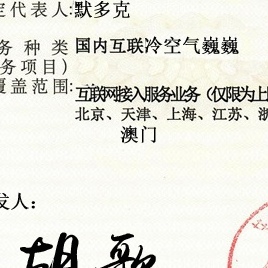 定代表人:默多克
务种类 国内互联冷空气巍巍
务项目）
覆盖范围: 互联网接入服务业务（仅限为上
北京、天津、上海、江苏、浙
澳门
发人：
胡歌